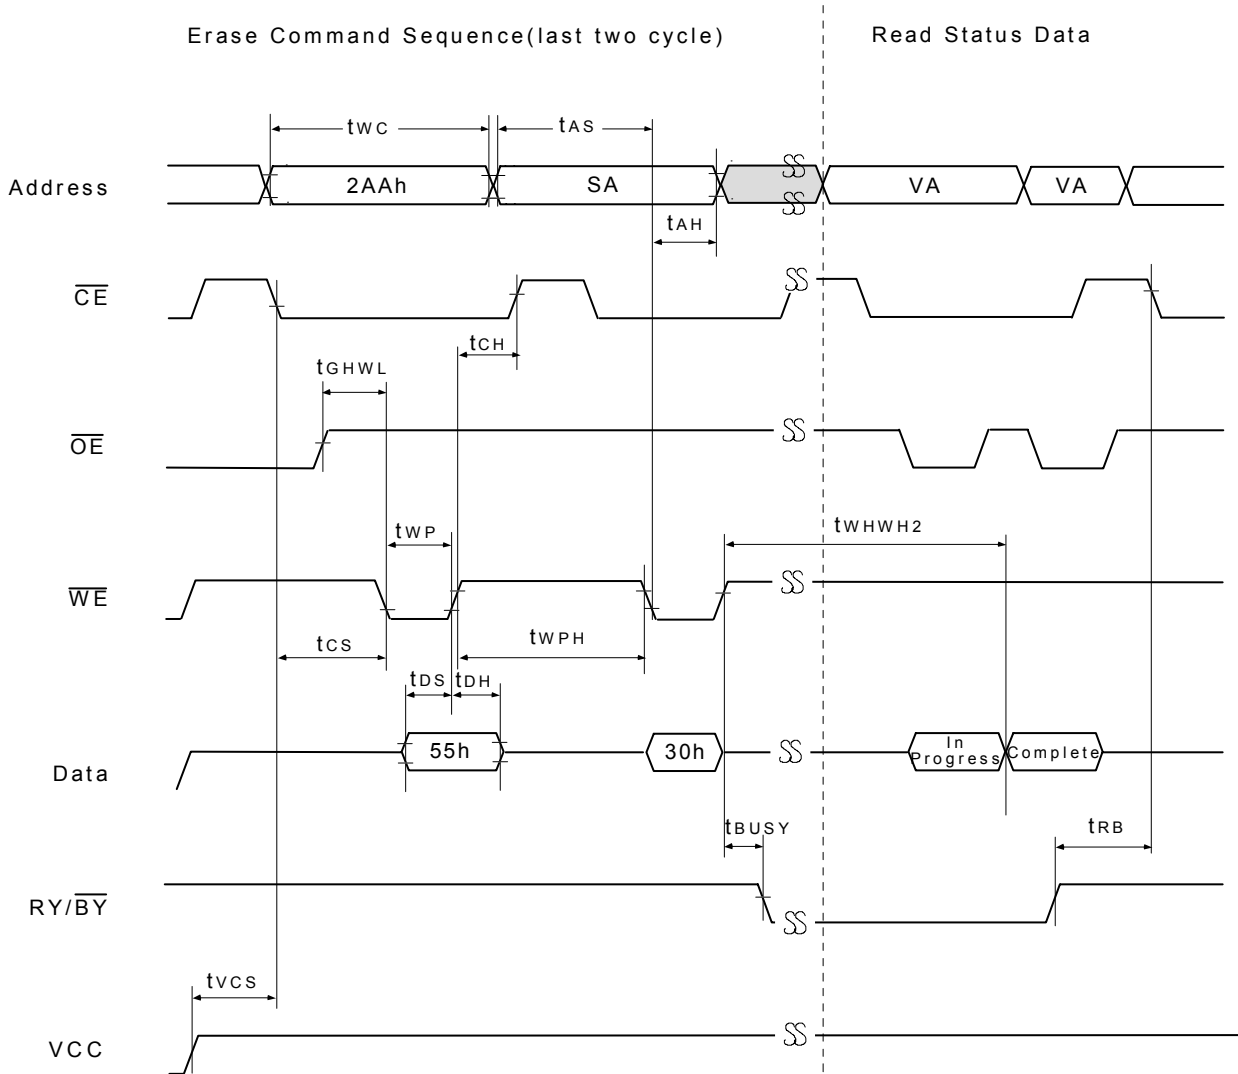 Erase Command Sequence(last two cycle)
Read Status Data
tWC
tAS
Address
2AAh
SA
VA
VA
tAH
CE
tCH
tGHWL
OE
tWP
tWHWH2
WE
tCS
tWPH
tDS
tDH
Data
55h
30h
In
Progress
Complete
tBUSY
tRB
RY/BY
tVCS
VCC